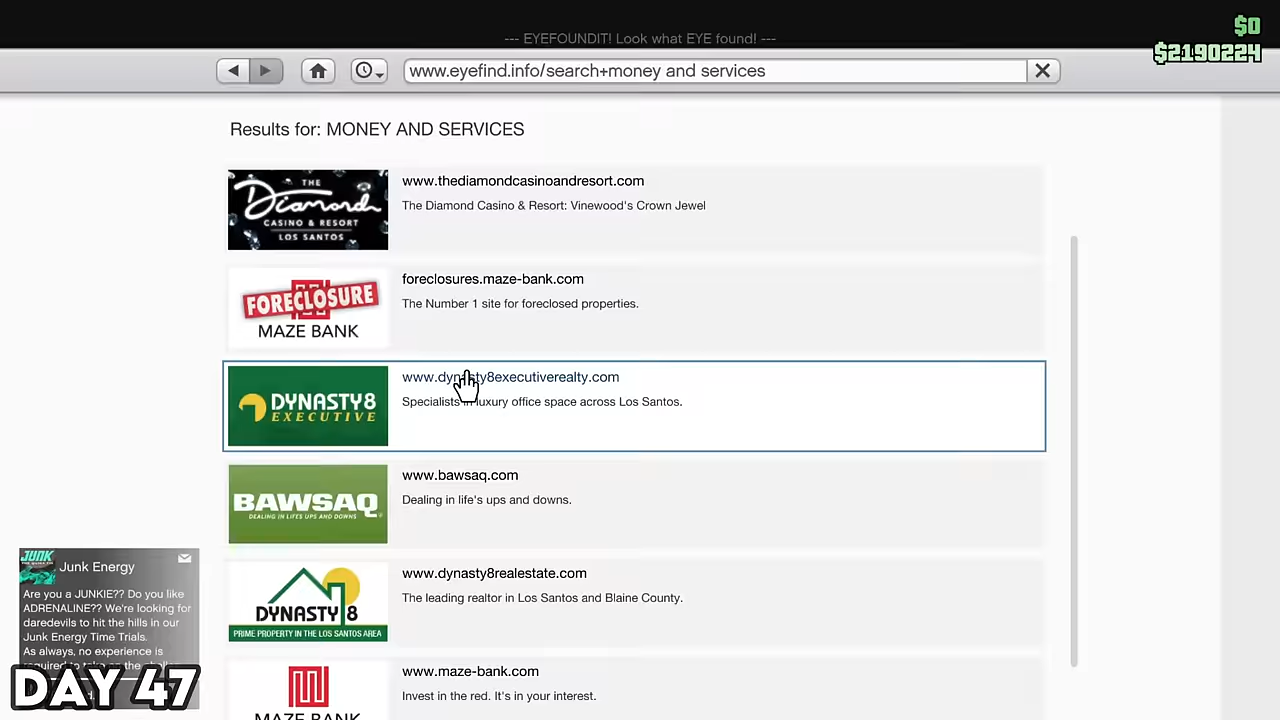 $0
--- EYEFOUNDIT! Look what EYE found! ---
$2190224
www.eyefind.info/search+money and services
Results for: MONEY AND SERVICES
THE
Diamond
CASINO & RESORT
LOS SANTOS
www.thediamondcasinoandresort.com
The Diamond Casino & Resort: Vinewood's Crown Jewel
FORECLOSURE
MAZE BANK
foreclosures.maze-bank.com
The Number 1 site for foreclosed properties.
DYNASTY8
EXECUTIVE
www.dynasty8executiverealty.com
Specialists in luxury office space across Los Santos.
BAWSAQ
DEALING IN LIFE'S UPS AND DOWNS
www.bawsaq.com
Dealing in life's ups and downs.
DYNASTY 8
PRIME PROPERTY IN THE LOS SANTOS AREA
www.dynasty8realestate.com
The leading realtor in Los Santos and Blaine County.
MAZE BANK
www.maze-bank.com
Invest in the red. It's in your interest.
JUNK
Junk Energy
Are you a JUNKIE?? Do you like
ADRENALINE?? We're looking for
daredevils to hit the hills in our
Junk Energy Time Trials.
As always, no experience is
required to take on the
DAY 47